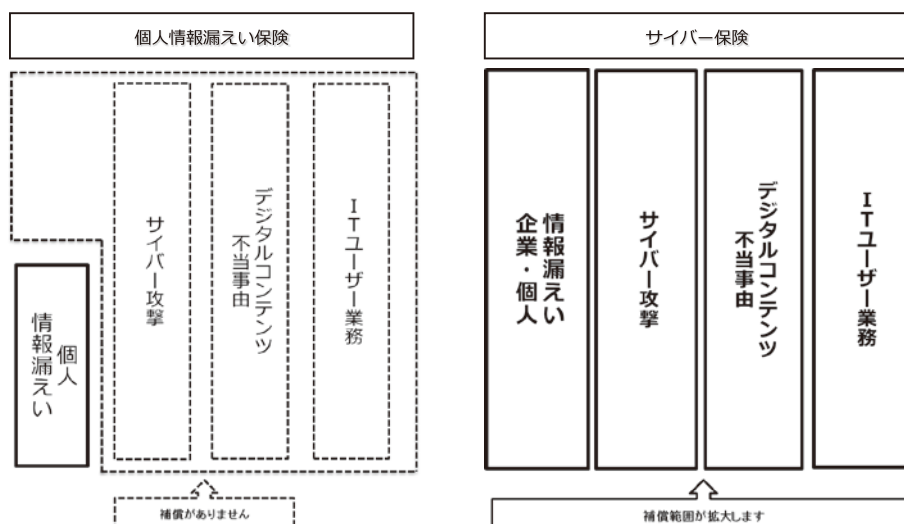 個人情報漏えい保険
個人
情報漏えい
サイバー攻撃
デジタルコンテンツ
不当事由
ITユーザー業務
補償がありません
サイバー保険
情報漏えい
企業・個人
サイバー攻撃
デジタルコンテンツ
不当事由
ITユーザー業務
補償範囲が拡大します